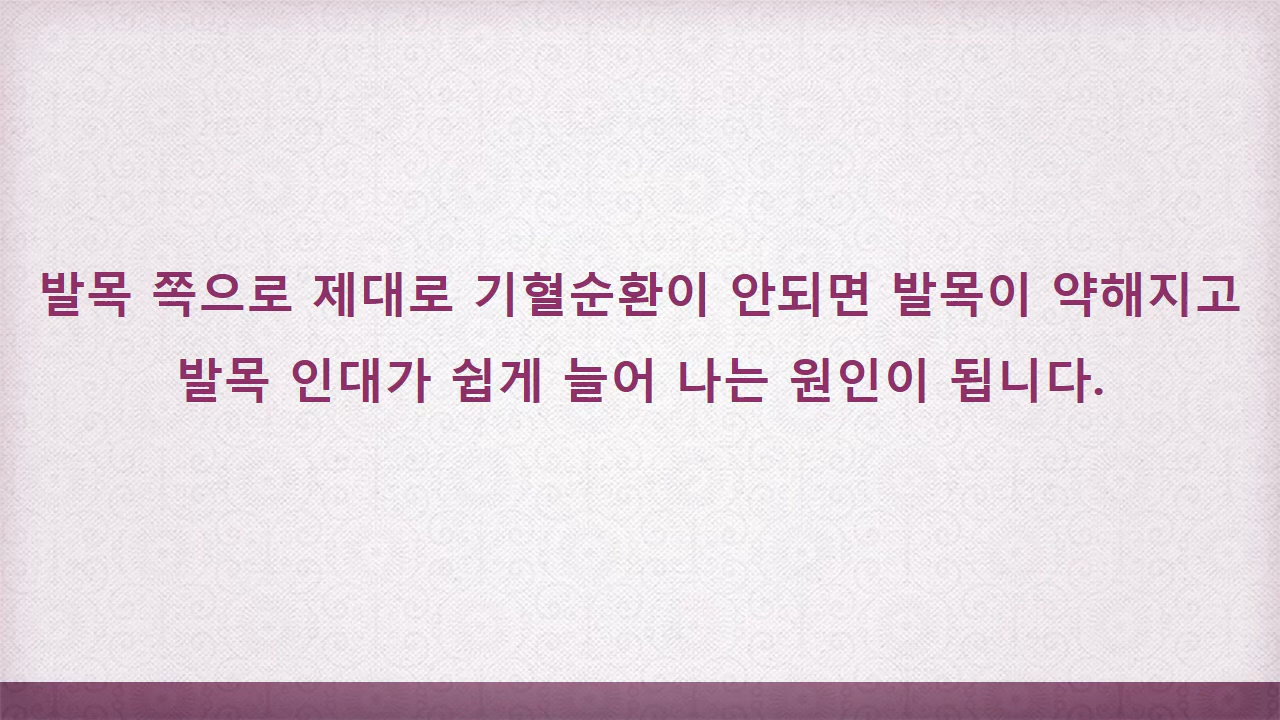 발목 쪽으로 제대로 기혈순환이 안되면 발목이 약해지고
발목 인대가 쉽게 늘어 나는 원인이 됩니다.